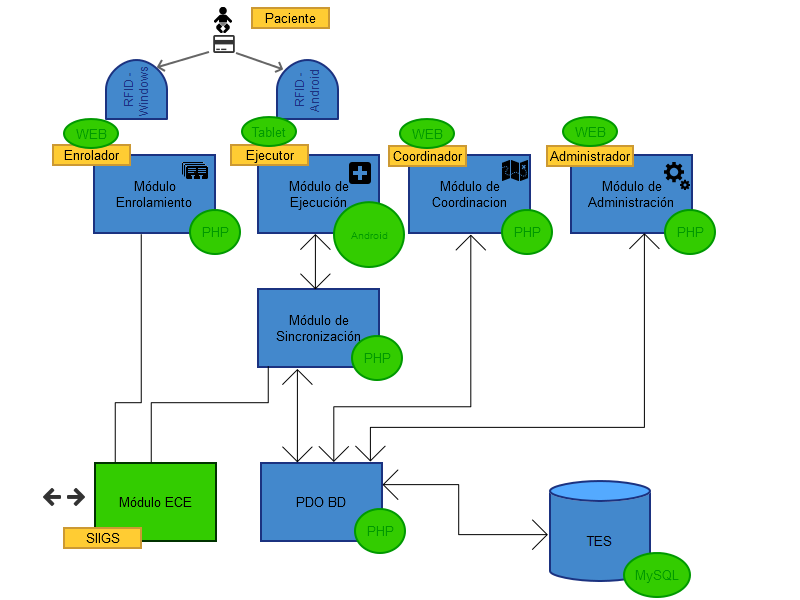 Paciente
RFID -
Windows
RFID -
Android
WEB
Enrolador
Tablet
Ejecutor
WEB
Coordinador
WEB
Administrador
Módulo
Enrolamiento
PHP
Módulo de
Ejecución
Android
Módulo de
Coordinacion
PHP
Módulo de
Administración
PHP
Módulo de
Sincronización
PHP
Módulo ECE
SIIGS
PDO BD
PHP
TES
MySQL